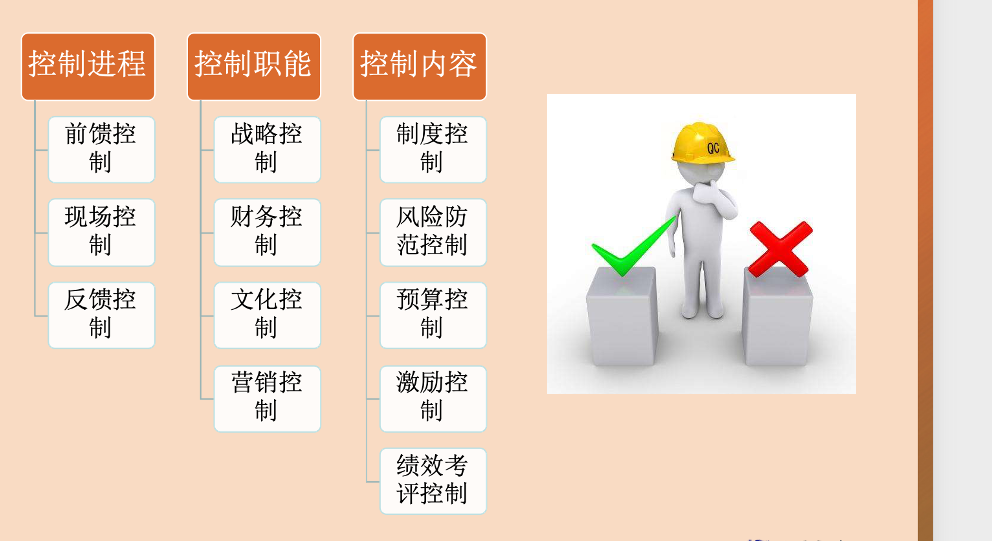 控制进程
前馈控
制
现场控
制
反馈控
制
控制职能
战略控
制
财务控
制
文化控
制
营销控
制
控制内容
制度控
制
风险防
范控制
预算控
制
激励控
制
绩效考
评控制
QC